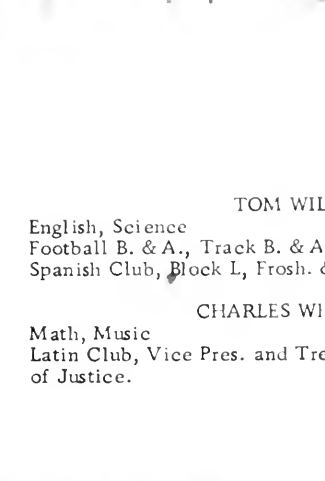 TOM WIL
English, Science
Football B. & A., Track B. & A
Spanish Club, Block L, Frosh. &
CHARLES WI
Math, Music
Latin Club, Vice Pres. and Tre
of Justice.